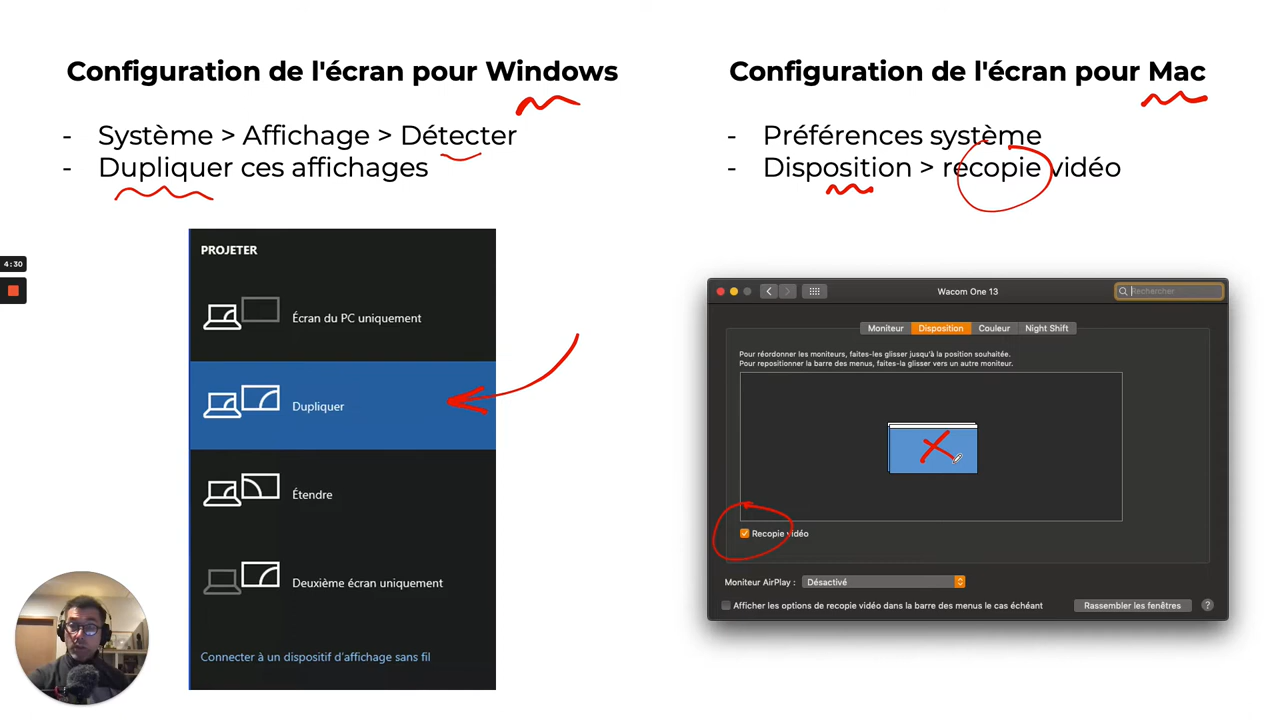 Configuration de l'écran pour Windows
- Système > Affichage > Détecter
- Dupliquer ces affichages
Configuration de l'écran pour Mac
- Préférences système
- Disposition > recopie vidéo
4:30
PROJETER
Écran du PC uniquement
Dupliquer
Étendre
Deuxième écran uniquement
Connecter à un dispositif d'affichage sans fil
Wacom One 13
Rechercher
Moniteur Disposition Couleur Night Shift
Pour réordonner les moniteurs, faites-les glisser jusqu'à la position souhaitée.
Pour repositionner la barre des menus, faites-la glisser vers un autre moniteur.
Recopie vidéo
Moniteur AirPlay : Désactivé
Afficher les options de recopie vidéo dans la barre des menus le cas échéant
Rassembler les fenêtres ?